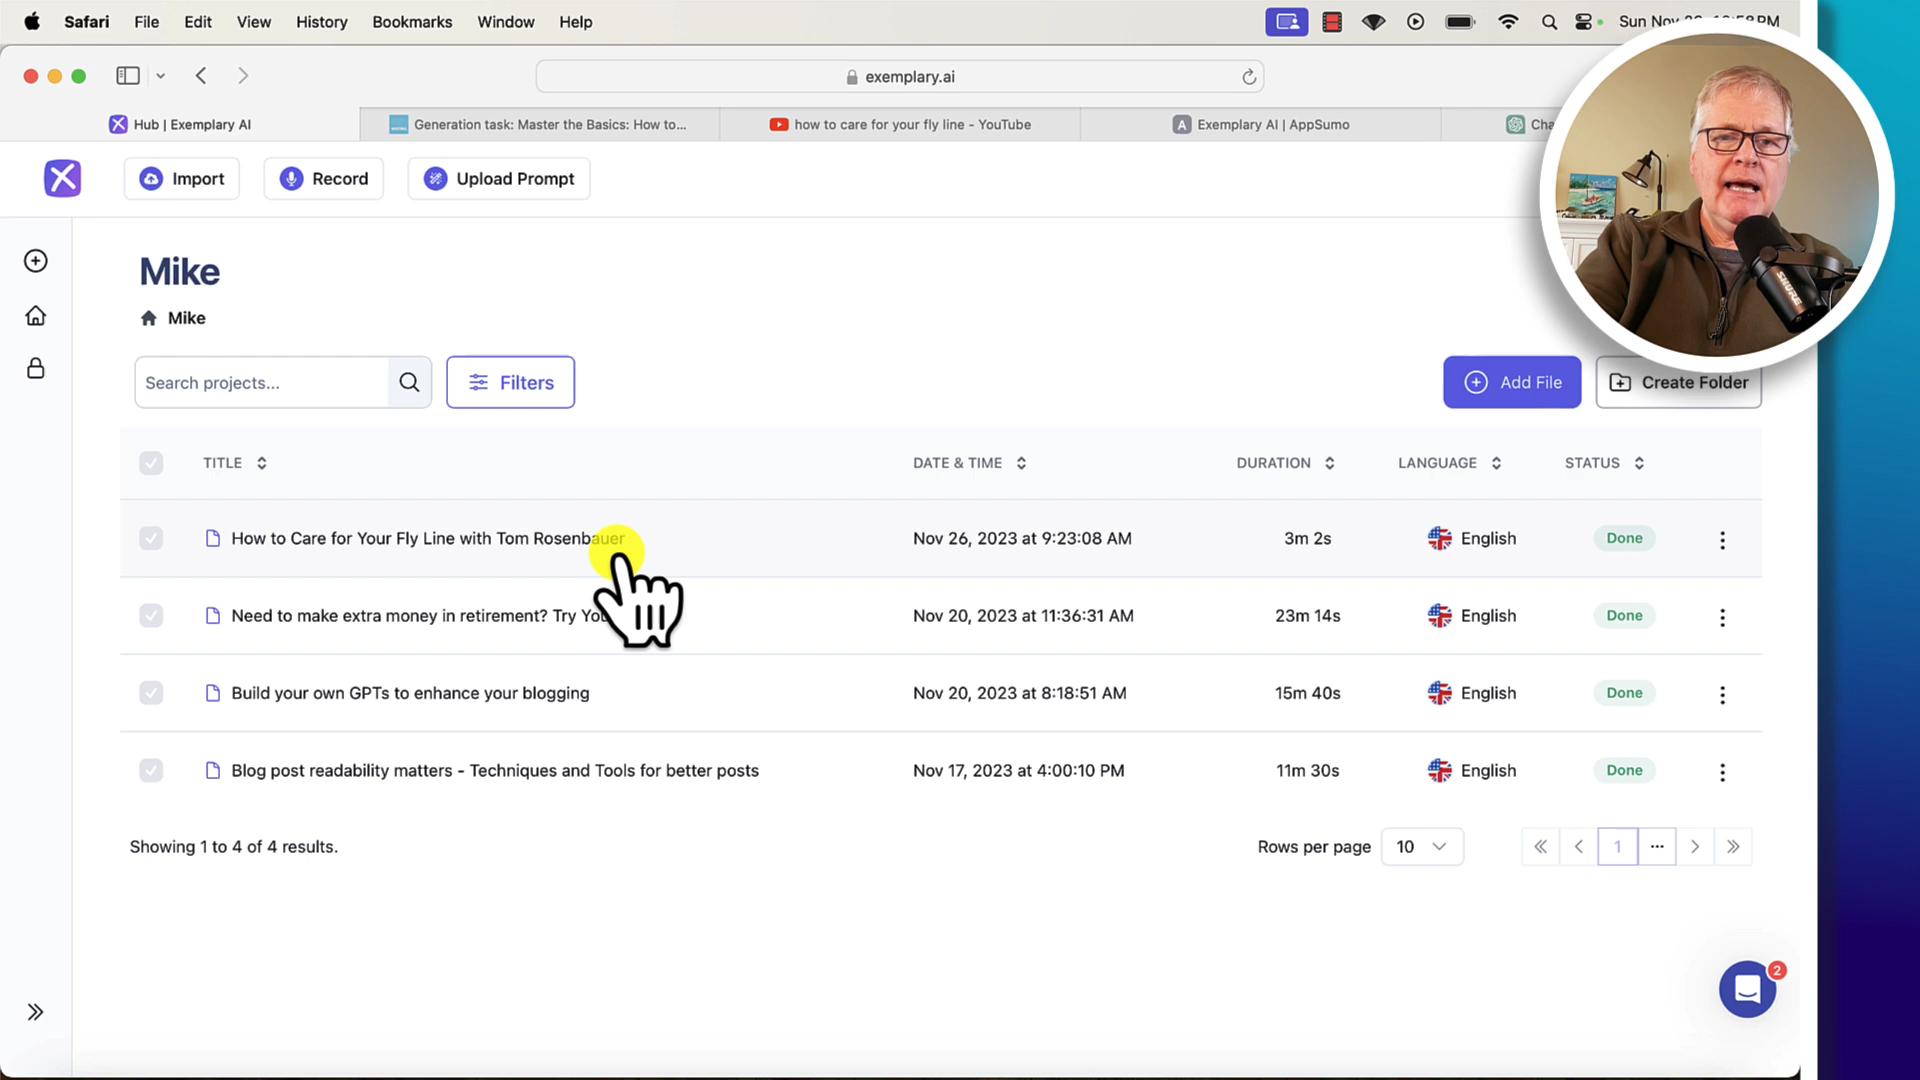 Safari File Edit View History Bookmarks Window Help Sun Nov PM
exemplary.ai
Hub | Exemplary AI Generation task: Master the Basics: How to... how to care for your fly line - YouTube A Exemplary AI | AppSumo Cha
Import Record Upload Prompt
Mike
Mike
Search projects... Filters Add File Create Folder
TITLE DATE & TIME DURATION LANGUAGE STATUS
How to Care for Your Fly Line with Tom Rosenbauer Nov 26, 2023 at 9:23:08 AM 3m 2s English Done
Need to make extra money in retirement? Try Nov 20, 2023 at 11:36:31 AM 23m 14s English Done
Build your own GPTs to enhance your blogging Nov 20, 2023 at 8:18:51 AM 15m 40s English Done
Blog post readability matters - Techniques and Tools for better posts Nov 17, 2023 at 4:00:10 PM 11m 30s English Done
Showing 1 to 4 of 4 results. Rows per page 10 1 ...
2
SHURE